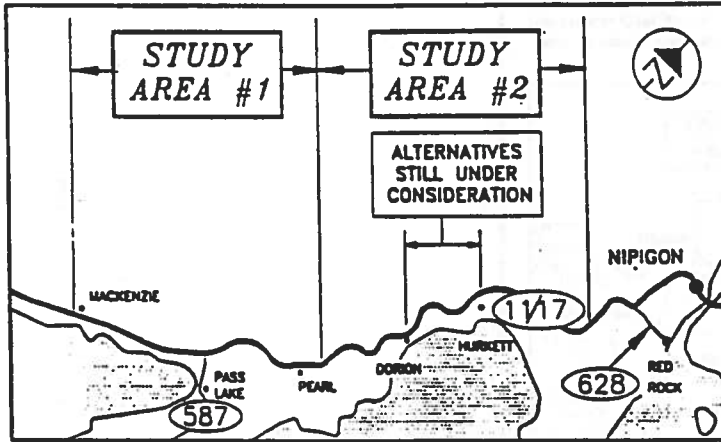 STUDY
AREA #1
STUDY
AREA #2
N
ALTERNATIVES
STILL UNDER
CONSIDERATION
NIPIGON
MACKENZIE
11/17
HURKETT
DORION
PASS
LAKE
PEARL
RED
ROCK
628
587